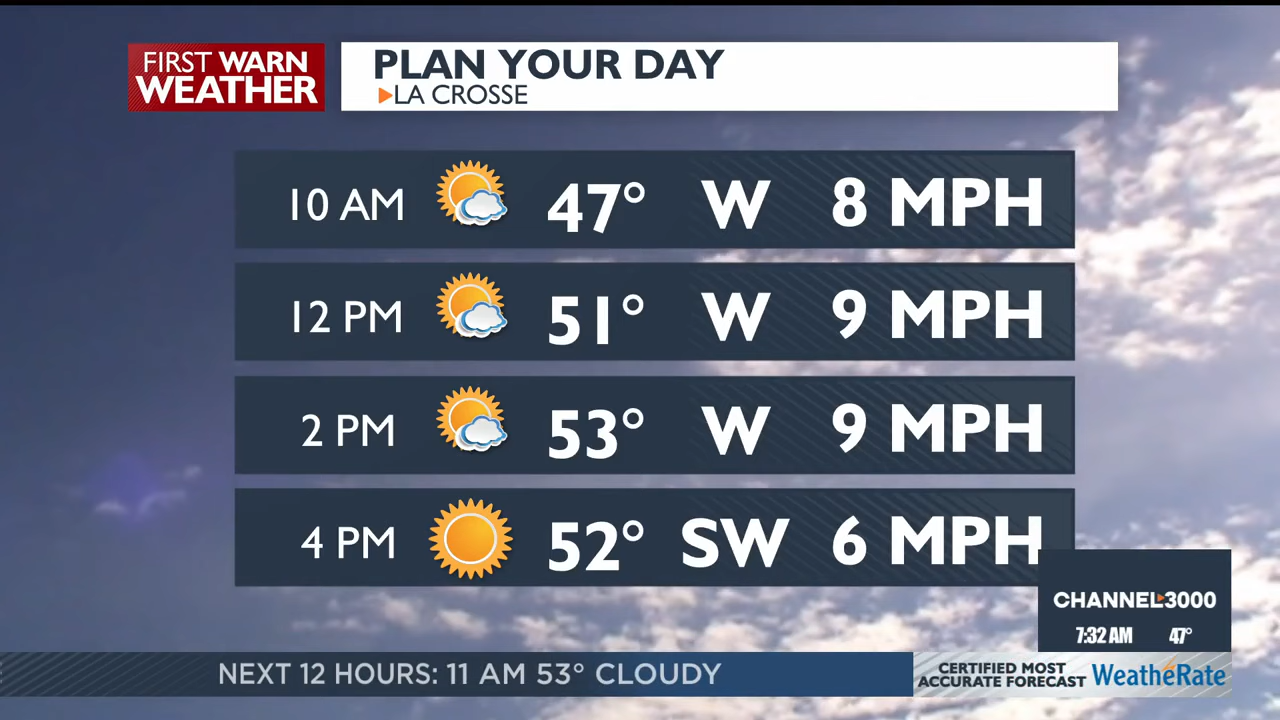 FIRST WARN
WEATHER
PLAN YOUR DAY
LA CROSSE
10 AM 47° W 8 MPH
12 PM 51° W 9 MPH
2 PM 53° W 9 MPH
4 PM 52° SW 6 MPH
CHANNEL3000
7:32 AM 47°
NEXT 12 HOURS: 11 AM 53° CLOUDY
CERTIFIED MOST
ACCURATE FORECAST
WeatheRate